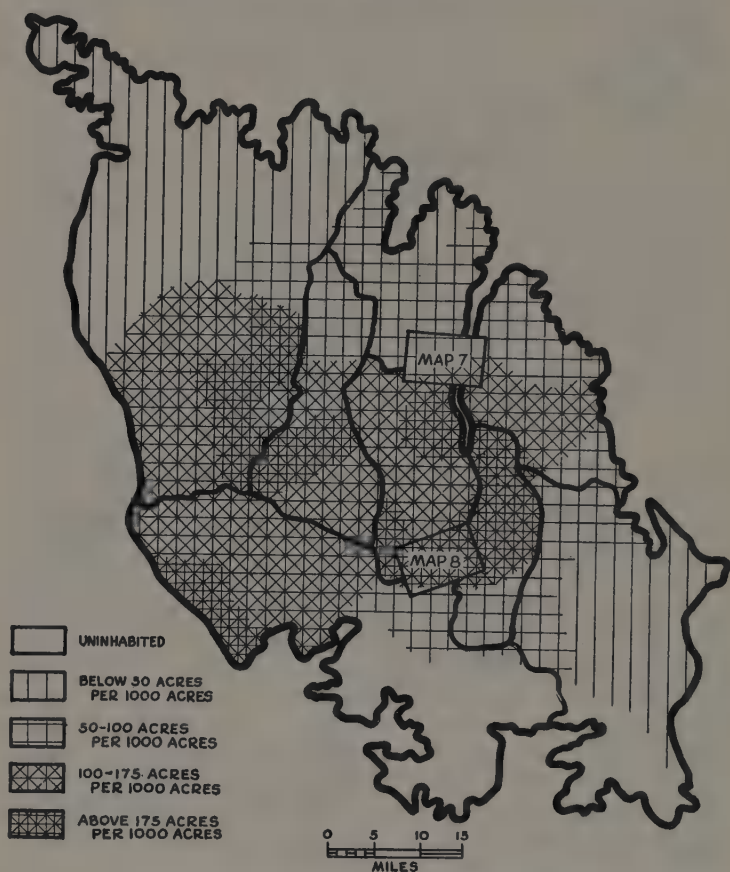 MAP 7
MAP 8
UNINHABITED
BELOW 50 ACRES
PER 1000 ACRES
50-100 ACRES
PER 1000 ACRES
100-175 ACRES
PER 1000 ACRES
ABOVE 175 ACRES
PER 1000 ACRES
0 5 10 15
MILES